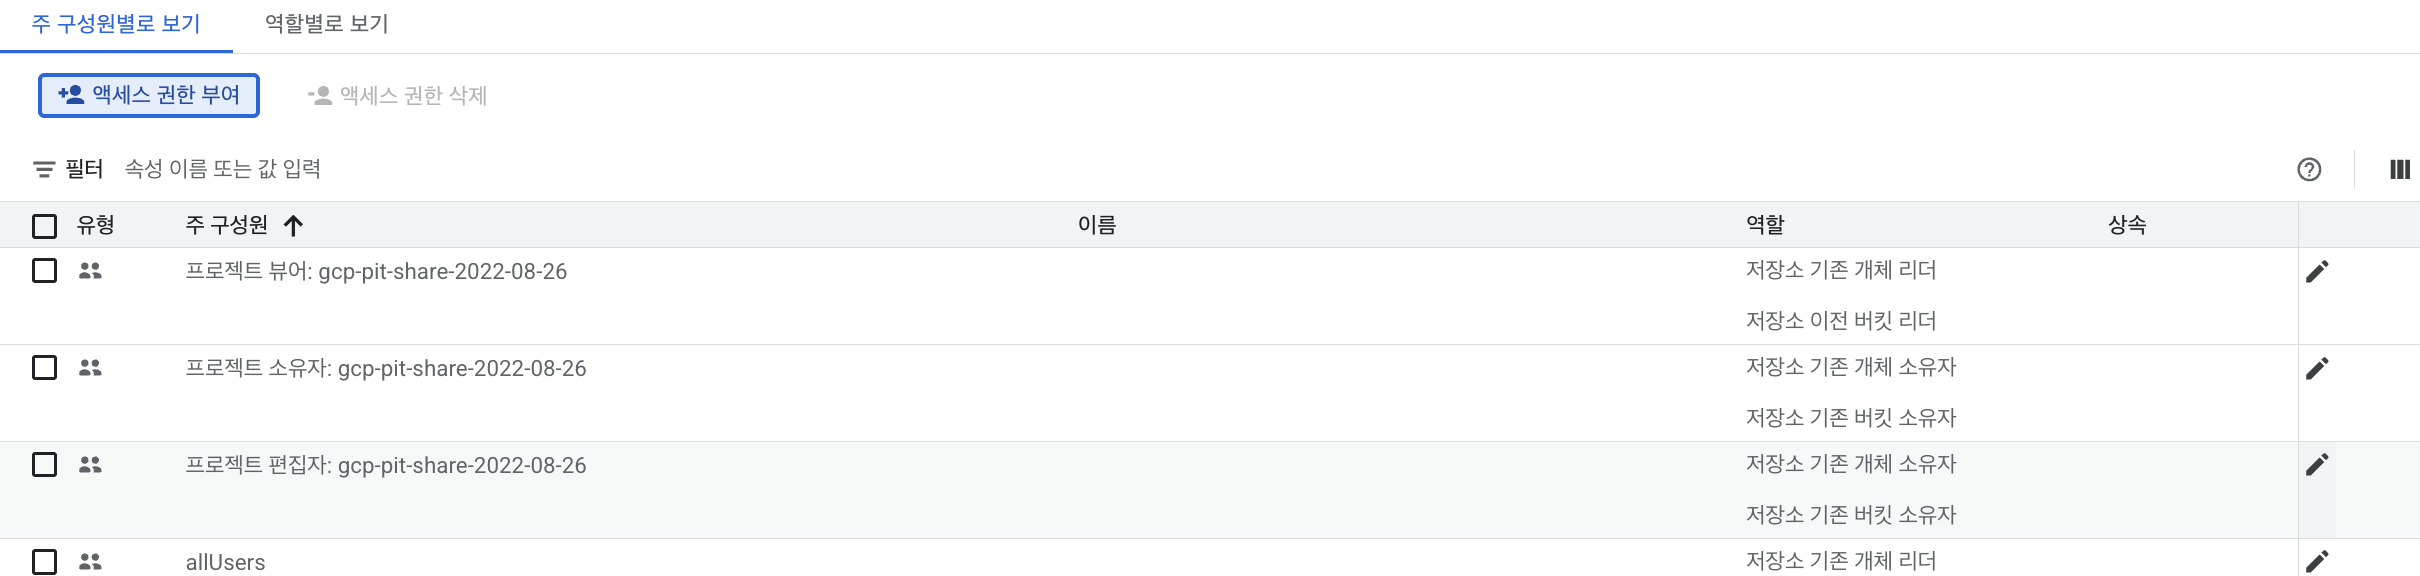 주 구성원별로 보기 역할별로 보기
액세스 권한 부여 액세스 권한 삭제
필터 속성 이름 또는 값 입력
유형 주 구성원 이름 역할 상속
프로젝트 뷰어: gcp-pit-share-2022-08-26 저장소 기존 개체 리더
저장소 이전 버킷 리더
프로젝트 소유자: gcp-pit-share-2022-08-26 저장소 기존 개체 소유자
저장소 기존 버킷 소유자
프로젝트 편집자: gcp-pit-share-2022-08-26 저장소 기존 개체 소유자
저장소 기존 버킷 소유자
allUsers 저장소 기존 개체 리더